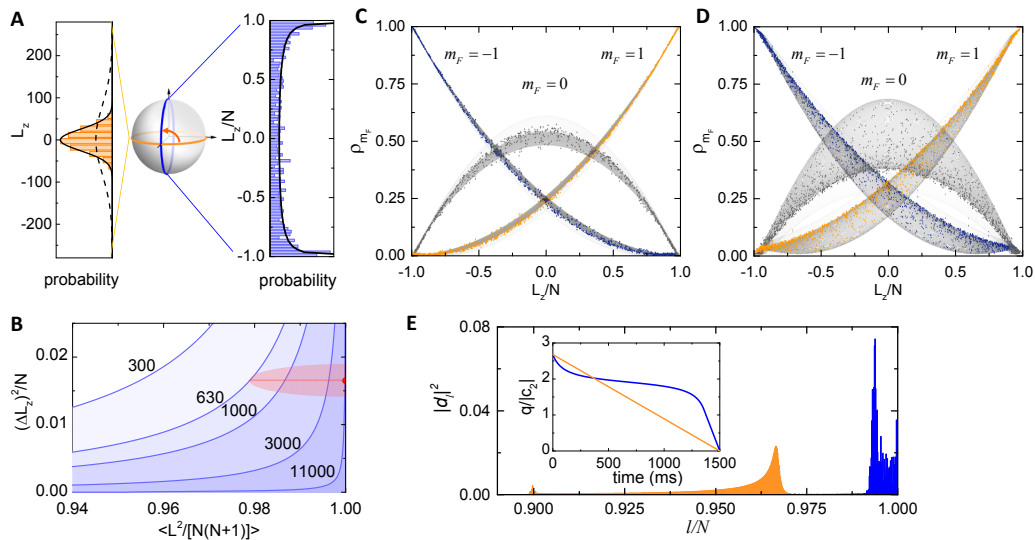 A
L_z
200
100
0
-100
-200
probability
L_z/N
1.0
0.5
0.0
-0.5
-1.0
probability
C
ρ_{m_F}
1.00
0.75
0.50
0.25
0.00
m_F = −1
m_F = 0
m_F = 1
-1.0 -0.5 0.0 0.5 1.0
L_z/N
D
ρ_{m_F}
1.00
0.75
0.50
0.25
0.00
m_F = −1
m_F = 0
m_F = 1
-1.0 -0.5 0.0 0.5 1.0
L_z/N
B
(ΔL_z)²/N
0.02
0.01
0.00
300
630
1000
3000
11000
0.94 0.96 0.98 1.00
<L²/[N(N+1)]>
E
|d_l|²
0.08
0.04
0.00
q/|c₂|
3
2
1
0
0 500 1000 1500
time (ms)
0.900 0.925 0.950 0.975 1.000
l/N